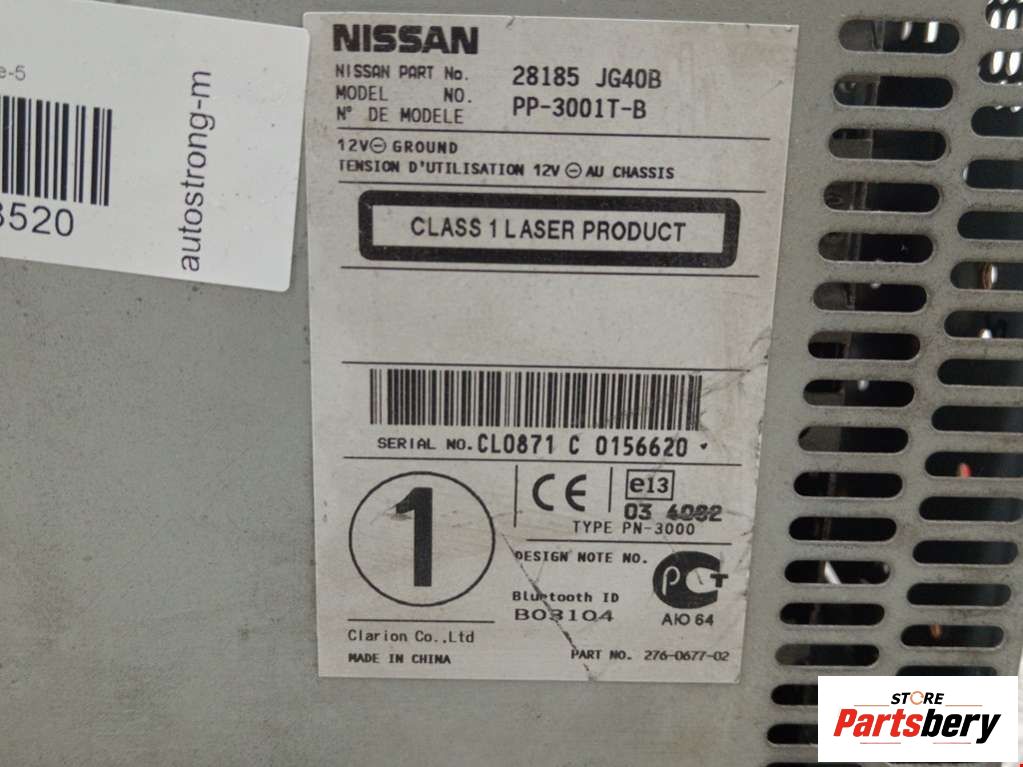 e-5
3520
autostrong-m
NISSAN
NISSAN PART No. 28185 JG40B
MODEL NO. PP-3001T-B
N° DE MODELE
12V⊖ GROUND
TENSION D'UTILISATION 12V ⊖ AU CHASSIS
CLASS 1 LASER PRODUCT
SERIAL NO. CL0871 C 0156620
1
CE
e13
03 4082
TYPE PN-3000
DESIGN NOTE NO.
PCT
Bluetooth ID
B03104
АЮ 64
Clarion Co.,Ltd
MADE IN CHINA
PART NO. 276-0677-02
STORE
Partsbery